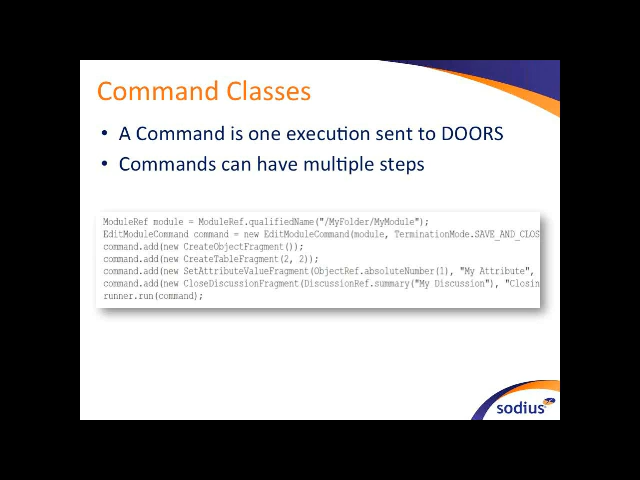 Command Classes
• A Command is one execution sent to DOORS
• Commands can have multiple steps
ModuleRef module = ModuleRef.qualifiedName("/MyFolder/MyModule");
EditModuleCommand command = new EditModuleCommand(module, TerminationMode.SAVE_AND_CLOS
command.add(new CreateObjectFragment());
command.add(new CreateTableFragment(2, 2));
command.add(new SetAttributeValueFragment(ObjectRef.absoluteNumber(1), "My Attribute",
command.add(new CloseDiscussionFragment(DiscussionRef.summary("My Discussion"), "Closin
runner.run(command);
sodius